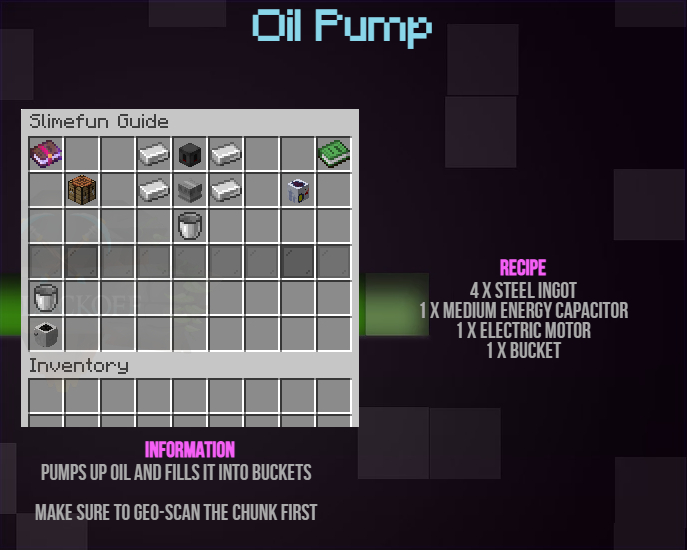 Oil Pump
Slimefun Guide
Inventory
RECIPE
4 X STEEL INGOT
1 X MEDIUM ENERGY CAPACITOR
1 X ELECTRIC MOTOR
1 X BUCKET
INFORMATION
PUMPS UP OIL AND FILLS IT INTO BUCKETS
MAKE SURE TO GEO-SCAN THE CHUNK FIRST